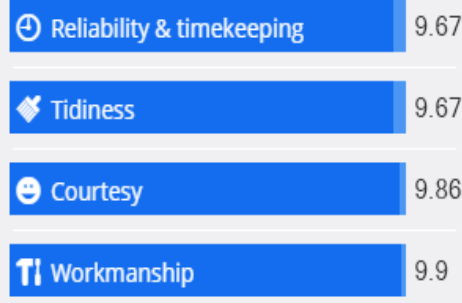 Reliability & timekeeping 9.67
Tidiness 9.67
Courtesy 9.86
Workmanship 9.9